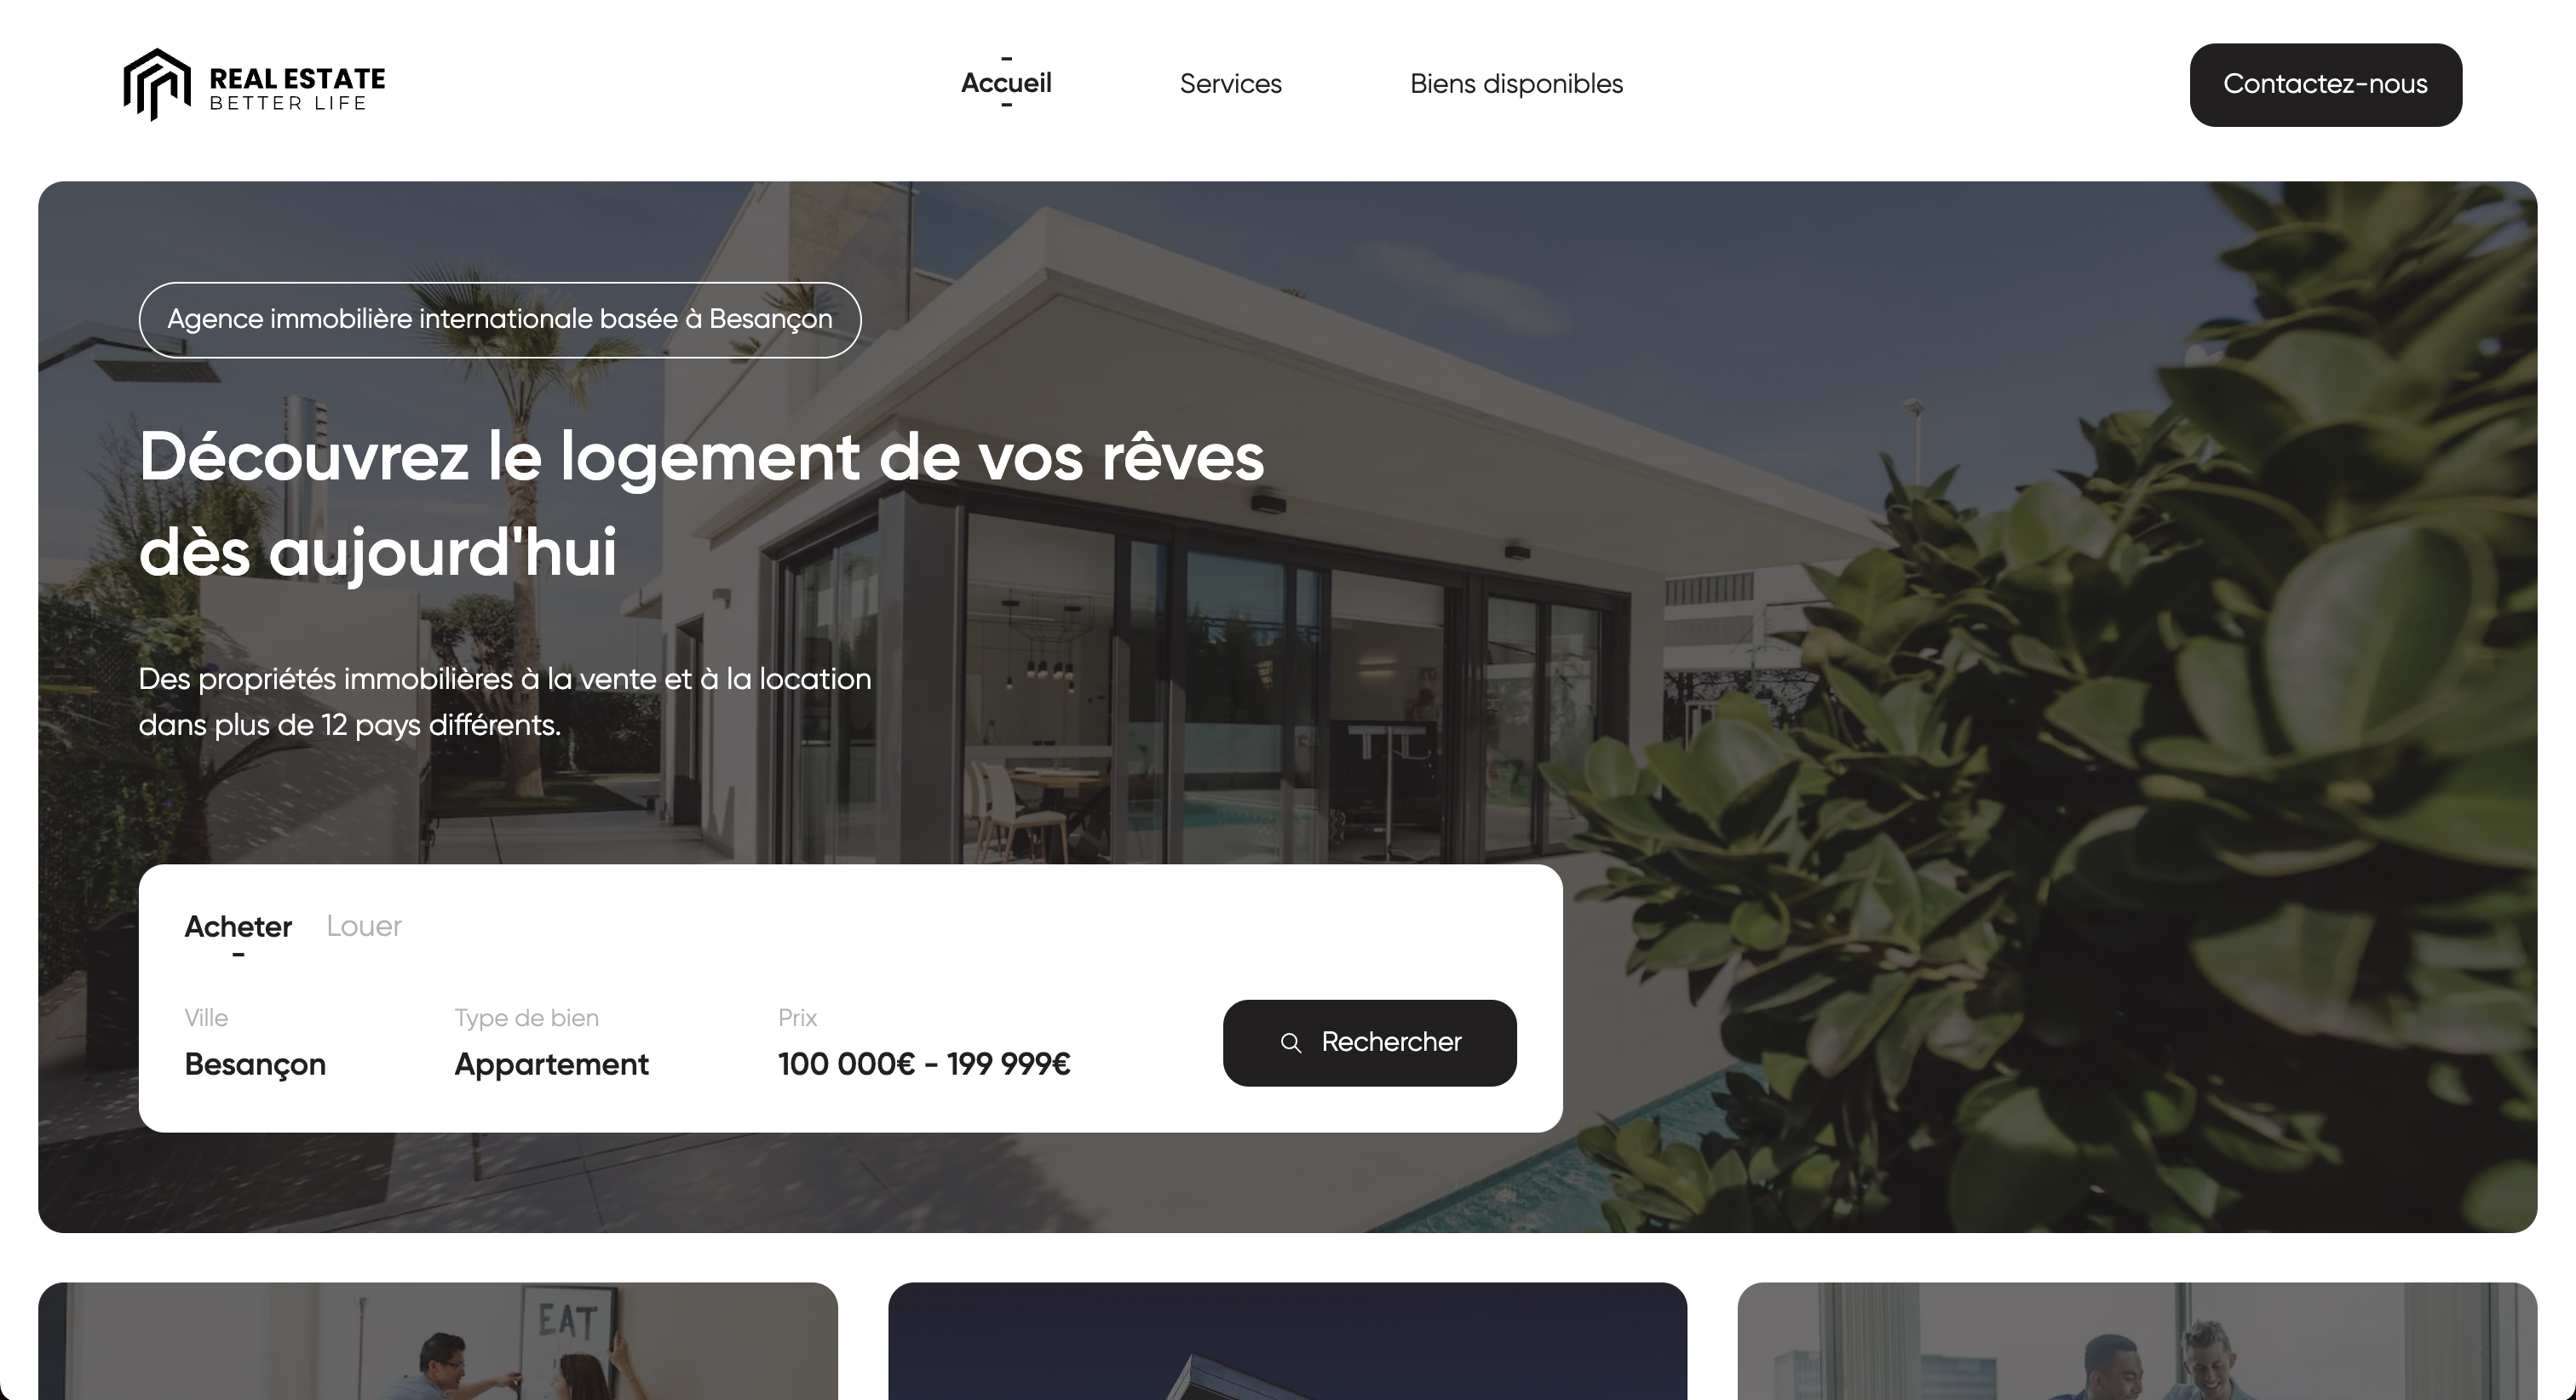 REAL ESTATE
BETTER LIFE
Accueil
Services
Biens disponibles
Contactez-nous
Agence immobilière internationale basée à Besançon
Découvrez le logement de vos rêves
dès aujourd'hui
Des propriétés immobilières à la vente et à la location
dans plus de 12 pays différents.
Acheter
Louer
Ville
Besançon
Type de bien
Appartement
Prix
100 000€ - 199 999€
Rechercher
EAT